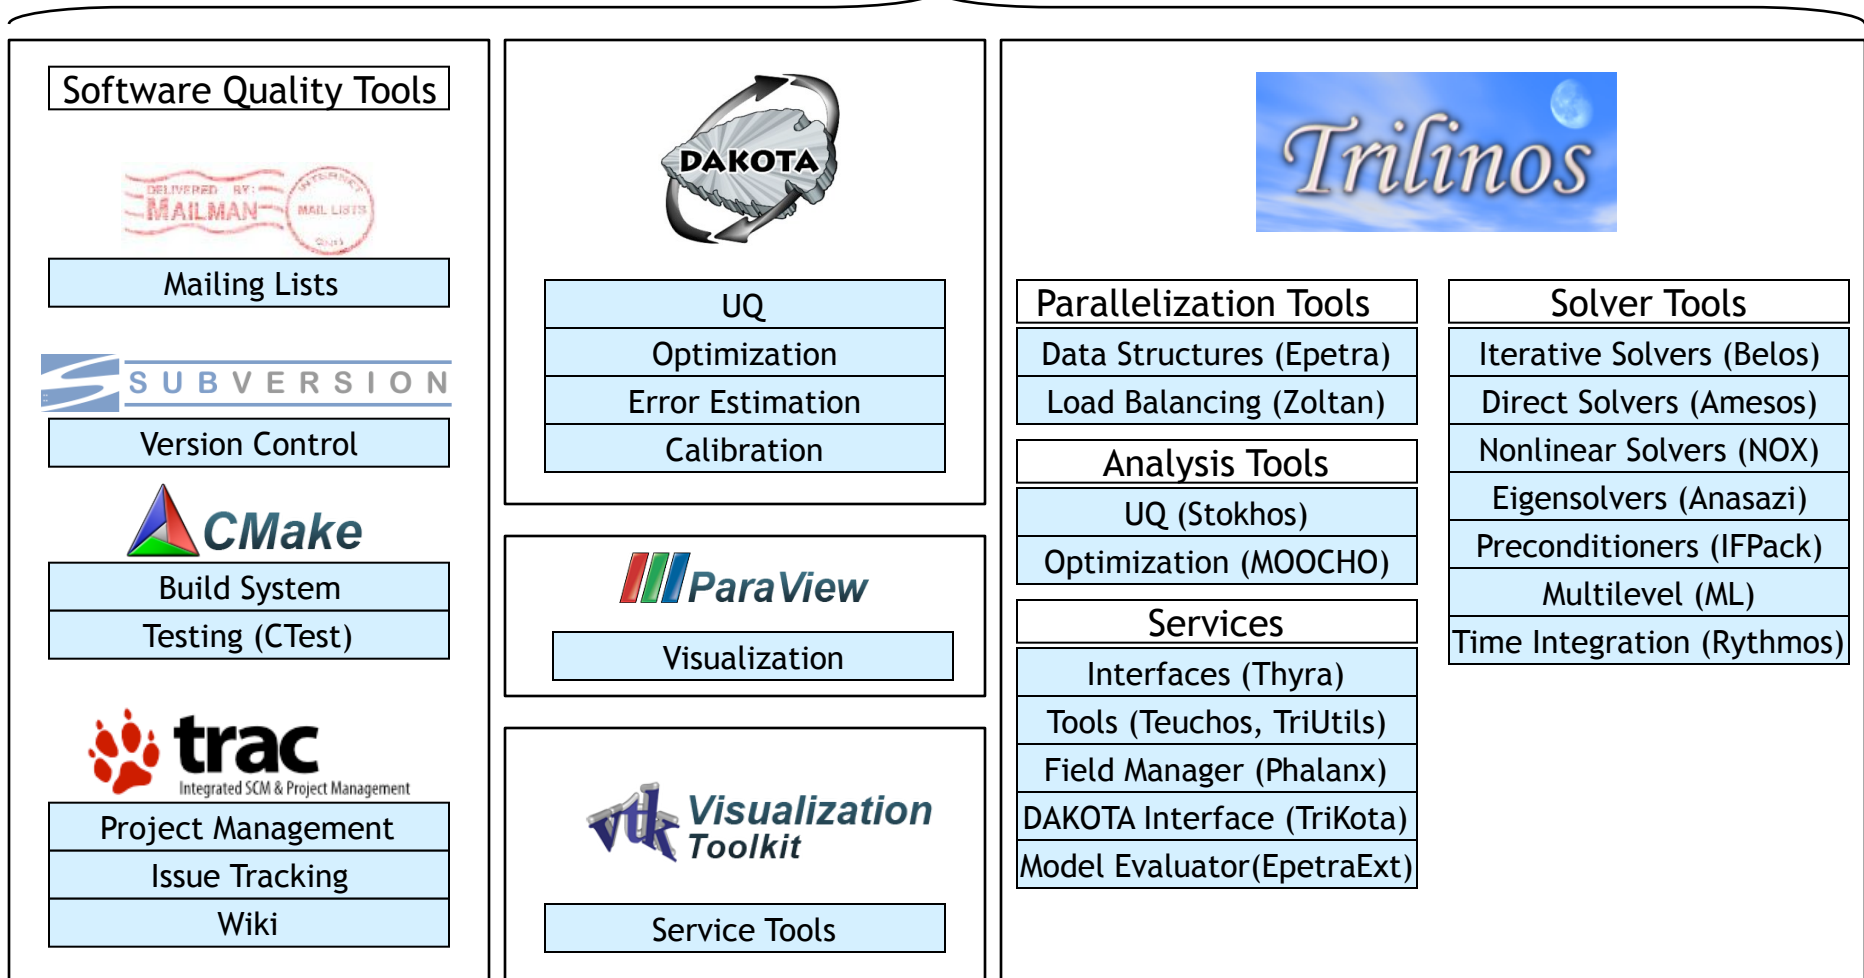 Software Quality Tools
DELIVERED BY:
MAILMAN
INTERNET
MAIL LISTS
Mailing Lists
SUBVERSION
Version Control
CMake
Build System
Testing (CTest)
trac
Integrated SCM & Project Management
Project Management
Issue Tracking
Wiki
DAKOTA
UQ
Optimization
Error Estimation
Calibration
ParaView
Visualization
vtk
Visualization
Toolkit
Service Tools
Trilinos
Parallelization Tools
Data Structures (Epetra)
Load Balancing (Zoltan)
Analysis Tools
UQ (Stokhos)
Optimization (MOOCHO)
Services
Interfaces (Thyra)
Tools (Teuchos, TriUtils)
Field Manager (Phalanx)
DAKOTA Interface (TriKota)
Model Evaluator(EpetraExt)
Solver Tools
Iterative Solvers (Belos)
Direct Solvers (Amesos)
Nonlinear Solvers (NOX)
Eigensolvers (Anasazi)
Preconditioners (IFPack)
Multilevel (ML)
Time Integration (Rythmos)